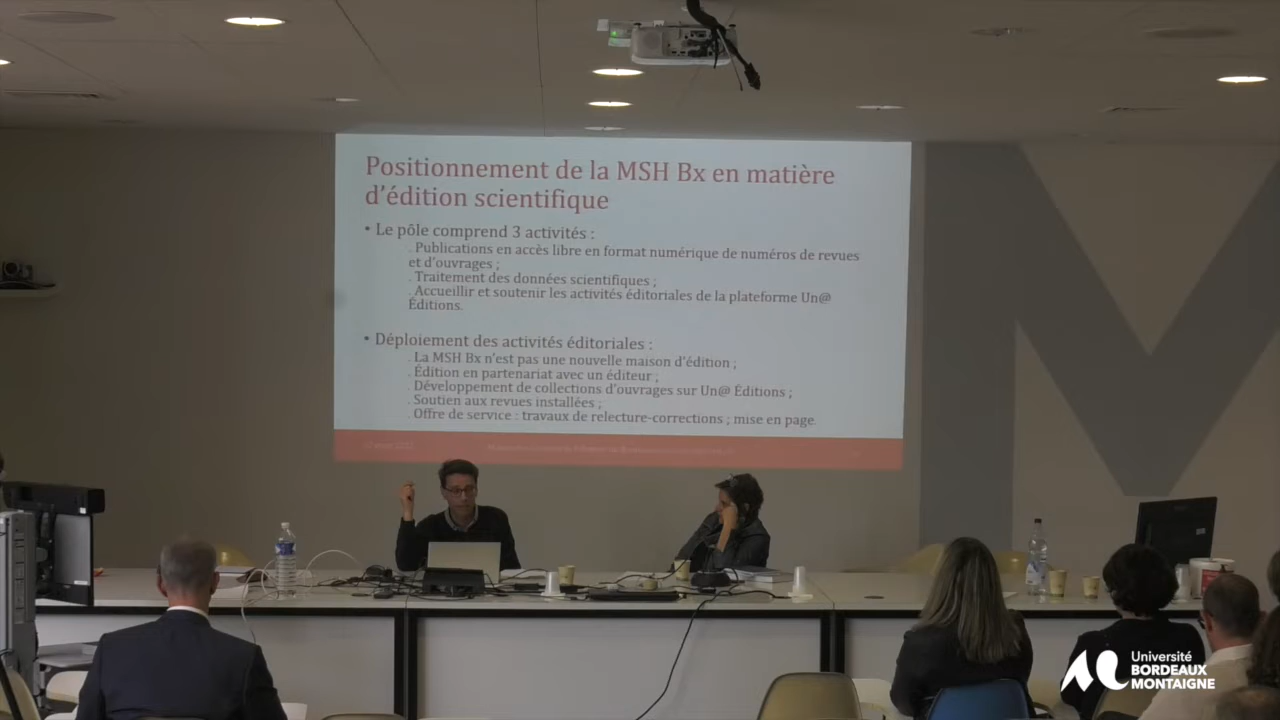 Positionnement de la MSH Bx en matière
d'édition scientifique
• Le pôle comprend 3 activités :
. Publications en accès libre en format numérique de numéros de revues
et d'ouvrages ;
. Traitement des données scientifiques ;
. Accueillir et soutenir les activités éditoriales de la plateforme Un@
Éditions.
• Déploiement des activités éditoriales :
. La MSH Bx n'est pas une nouvelle maison d'édition ;
. Édition en partenariat avec un éditeur ;
. Développement de collections d'ouvrages sur Un@ Éditions ;
. Soutien aux revues installées ;
. Offre de service : travaux de relecture-corrections ; mise en page.
Université
BORDEAUX
MONTAIGNE